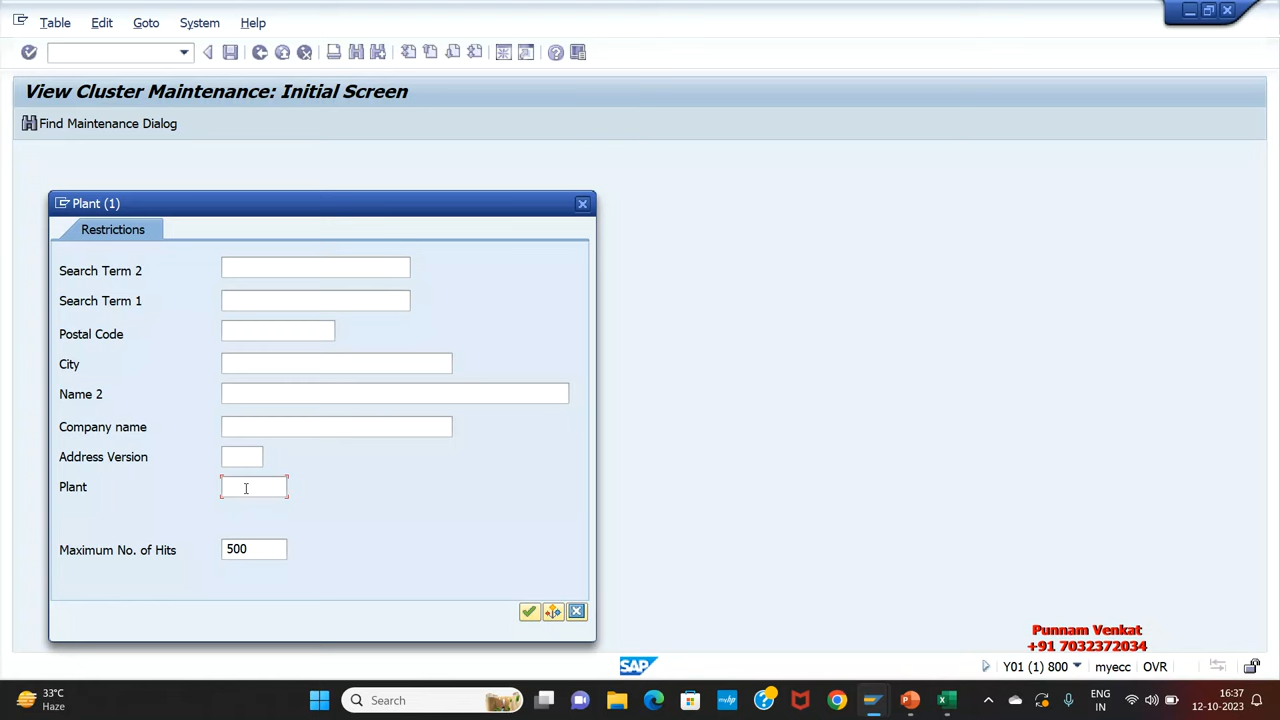 Table Edit Goto System Help
View Cluster Maintenance: Initial Screen
Find Maintenance Dialog
Plant (1)
Restrictions
Search Term 2
Search Term 1
Postal Code
City
Name 2
Company name
Address Version
Plant
Maximum No. of Hits 500
Punnam Venkat
+91 7032372034
SAP Y01 (1) 800 myecc OVR
33°C
Haze
Search
mhp
ENG
IN
16:37
12-10-2023